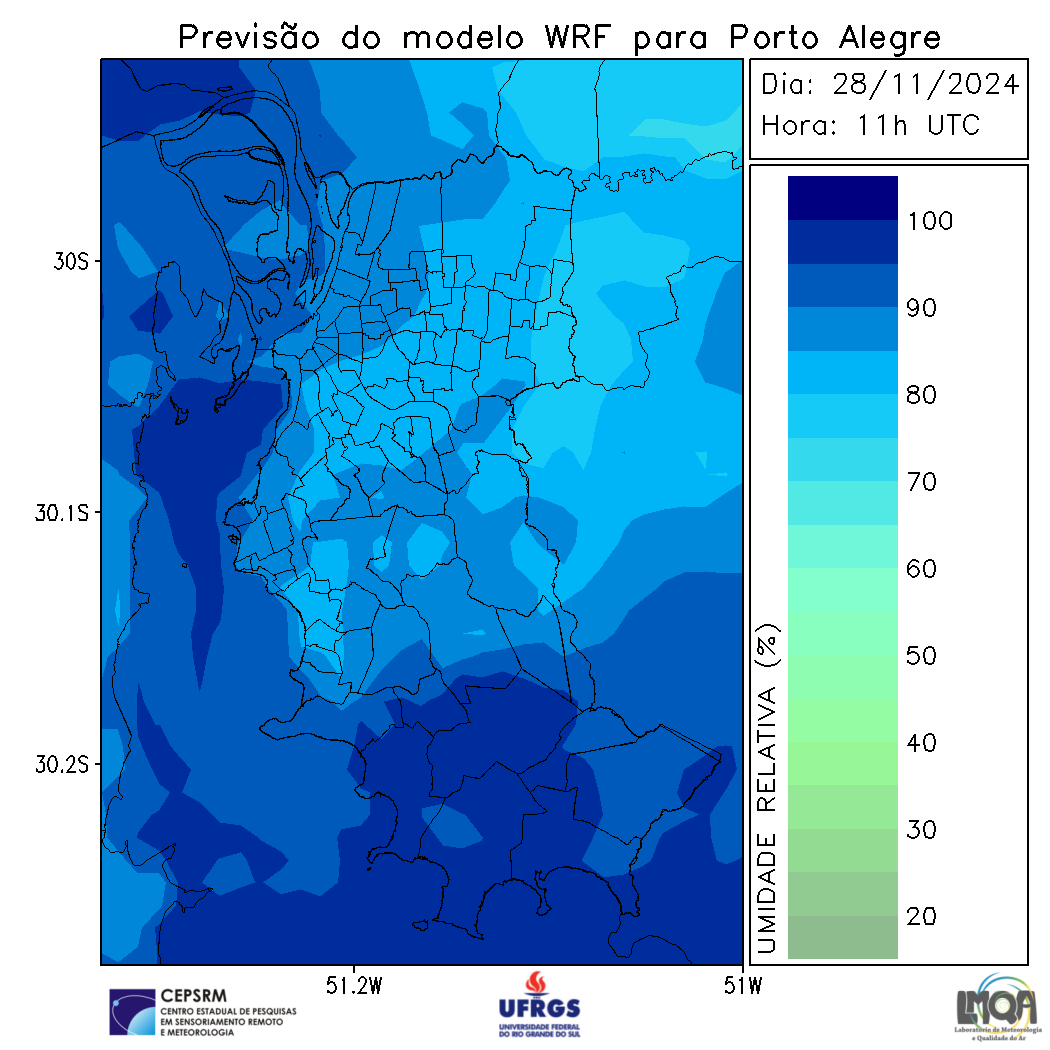 Previsão do modelo WRF para Porto Alegre
Dia: 28/11/2024
Hora: 11h UTC
30S
30.1S
30.2S
51.2W
51W
UMIDADE RELATIVA (%)
100
90
80
70
60
50
40
30
20
CEPSRM
CENTRO ESTADUAL DE PESQUISAS
EM SENSORIAMENTO REMOTO
E METEOROLOGIA
UFRGS
UNIVERSIDADE FEDERAL
DO RIO GRANDE DO SUL
LMQA
Laboratório de Meteorologia
e Qualidade do Ar